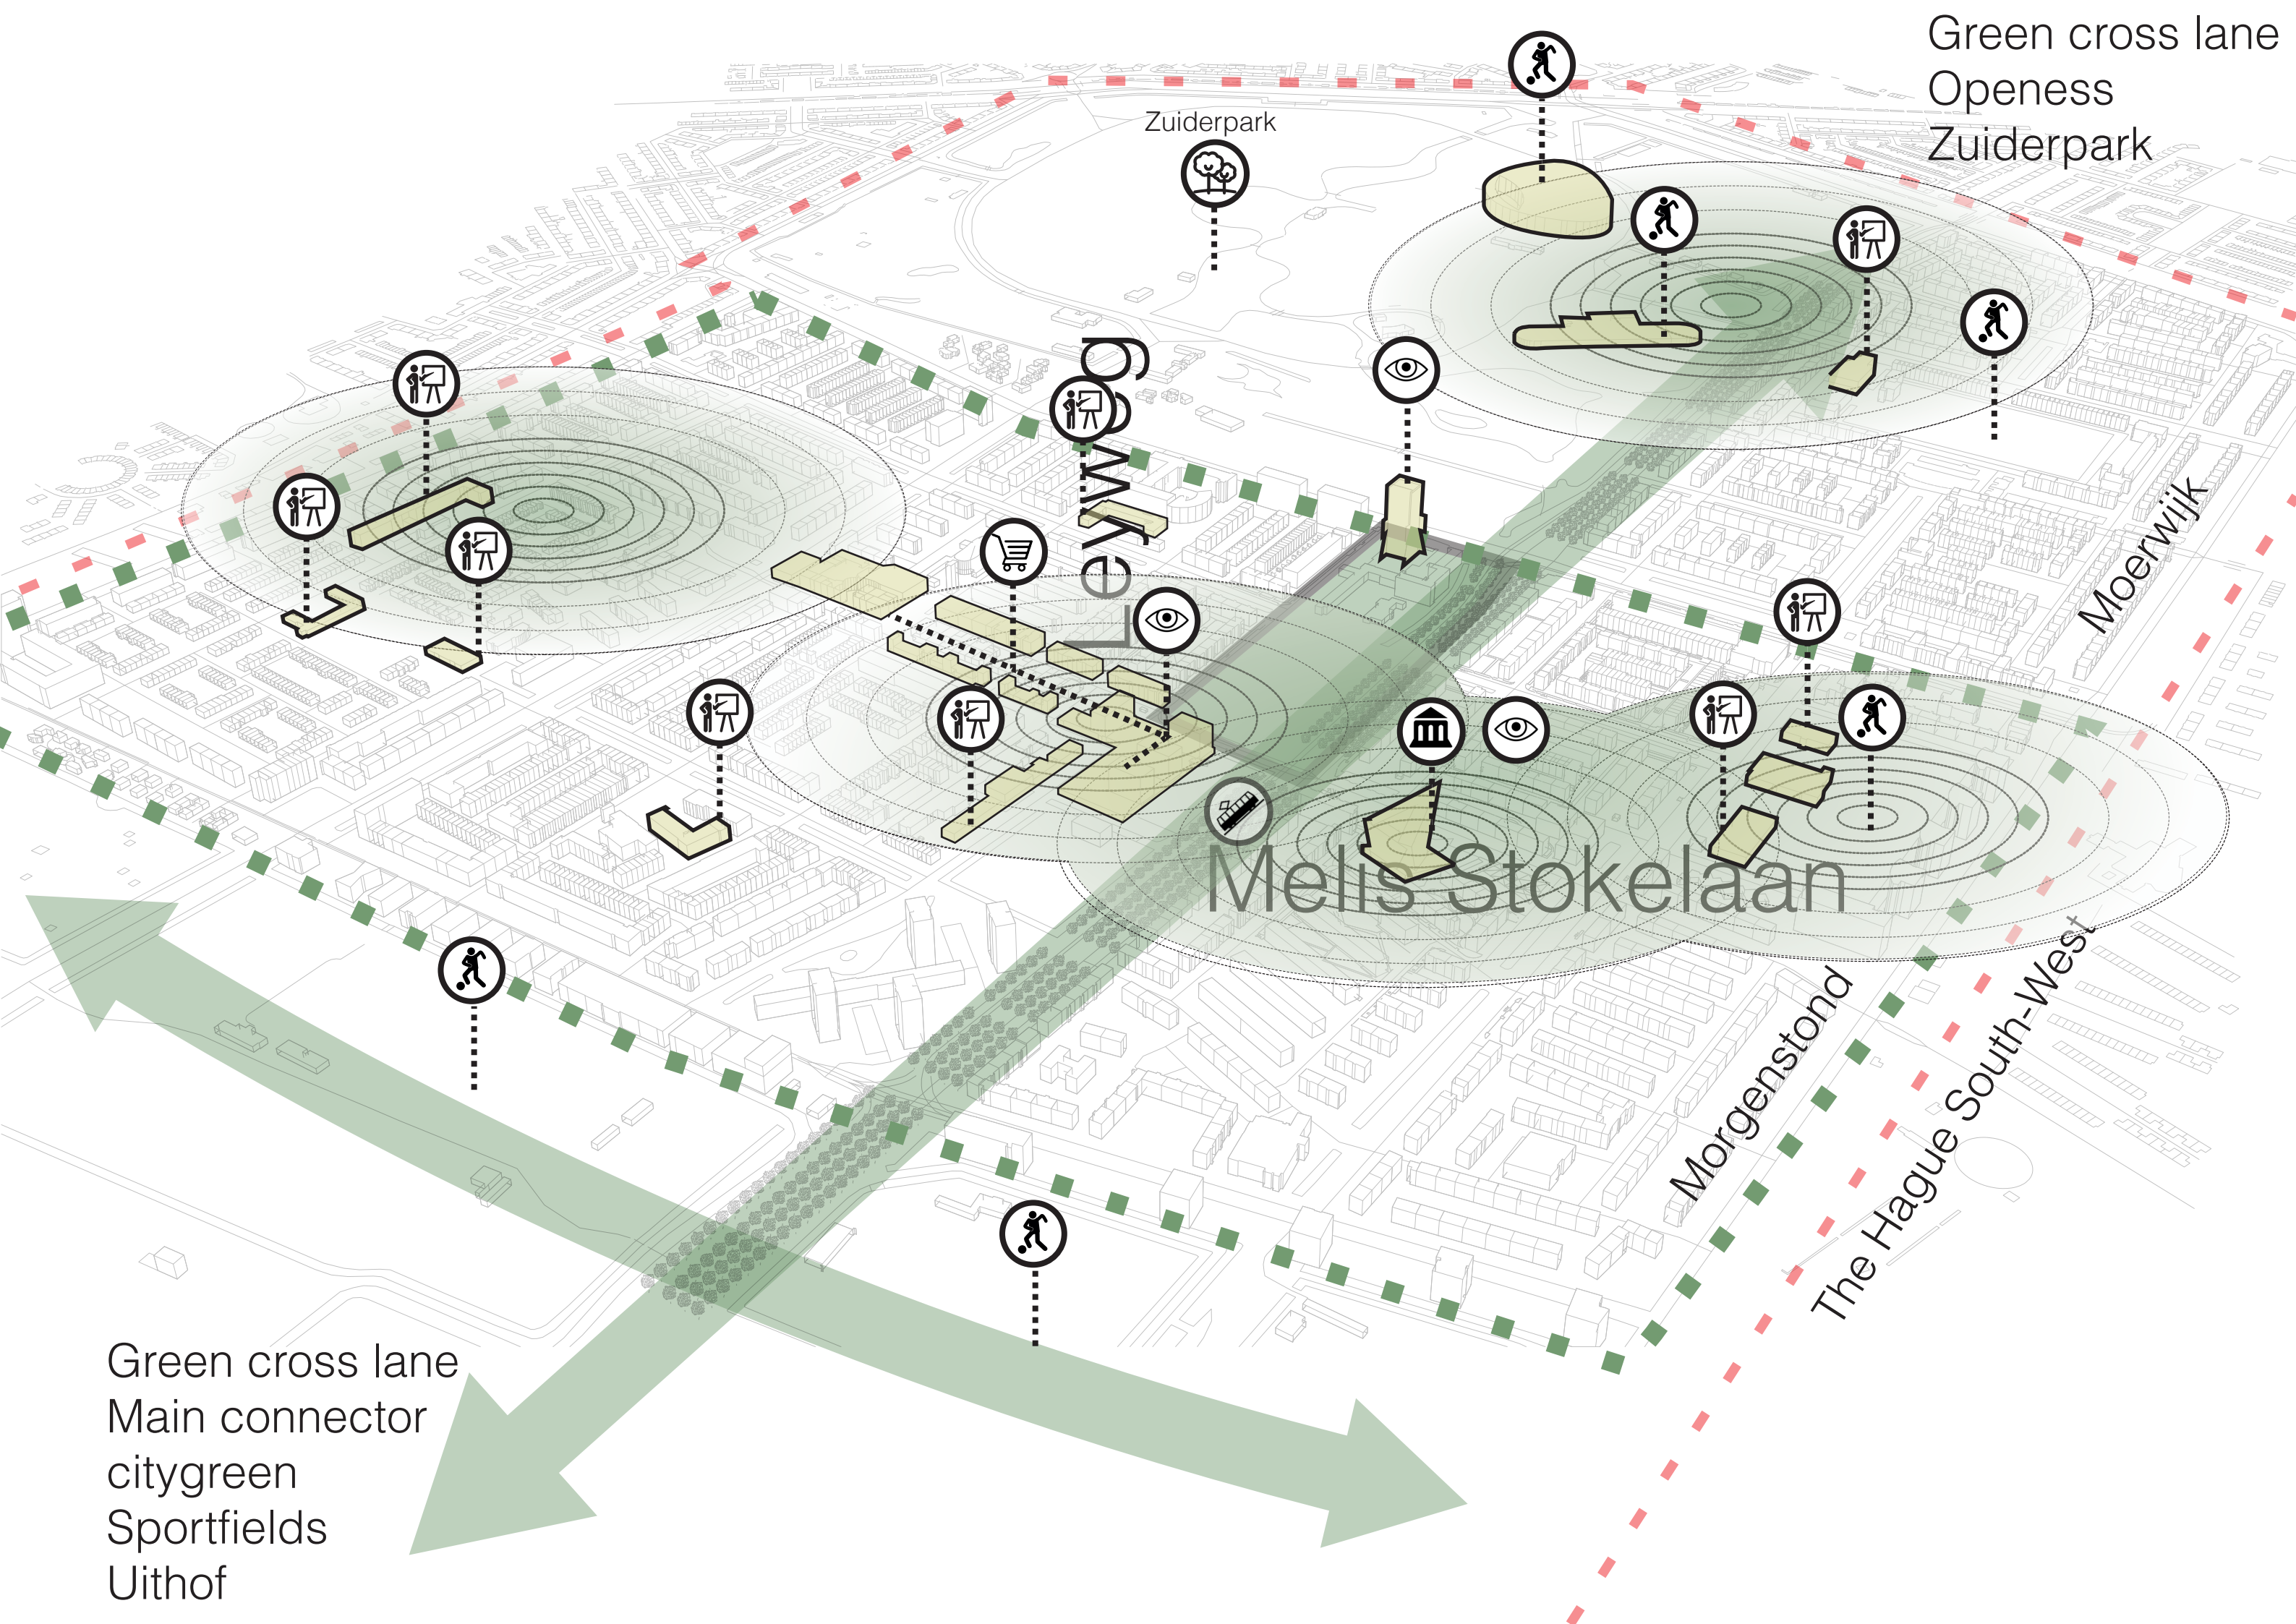 Green cross lane
Openess
Zuiderpark
Zuiderpark
Leyweg
Moerwijk
Melis Stokelaan
Morgenstond
The Hague South-West
Green cross lane
Main connector
citygreen
Sportfields
Uithof